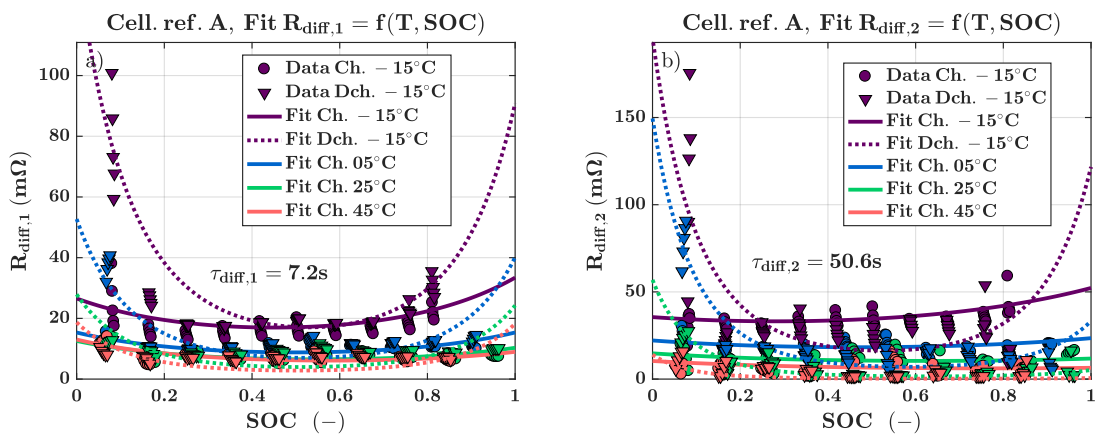 Cell. ref. A, Fit R_diff,1 = f(T, SOC)
a)
Data Ch. − 15°C
Data Dch. − 15°C
Fit Ch. − 15°C
Fit Dch. − 15°C
Fit Ch. 05°C
Fit Ch. 25°C
Fit Ch. 45°C
τ_diff,1 = 7.2s
R_diff,1 (mΩ)
100
80
60
40
20
0
0 0.2 0.4 0.6 0.8 1
SOC (−)
Cell. ref. A, Fit R_diff,2 = f(T, SOC)
b)
Data Ch. − 15°C
Data Dch. − 15°C
Fit Ch. − 15°C
Fit Dch. − 15°C
Fit Ch. 05°C
Fit Ch. 25°C
Fit Ch. 45°C
τ_diff,2 = 50.6s
R_diff,2 (mΩ)
150
100
50
0
0 0.2 0.4 0.6 0.8 1
SOC (−)